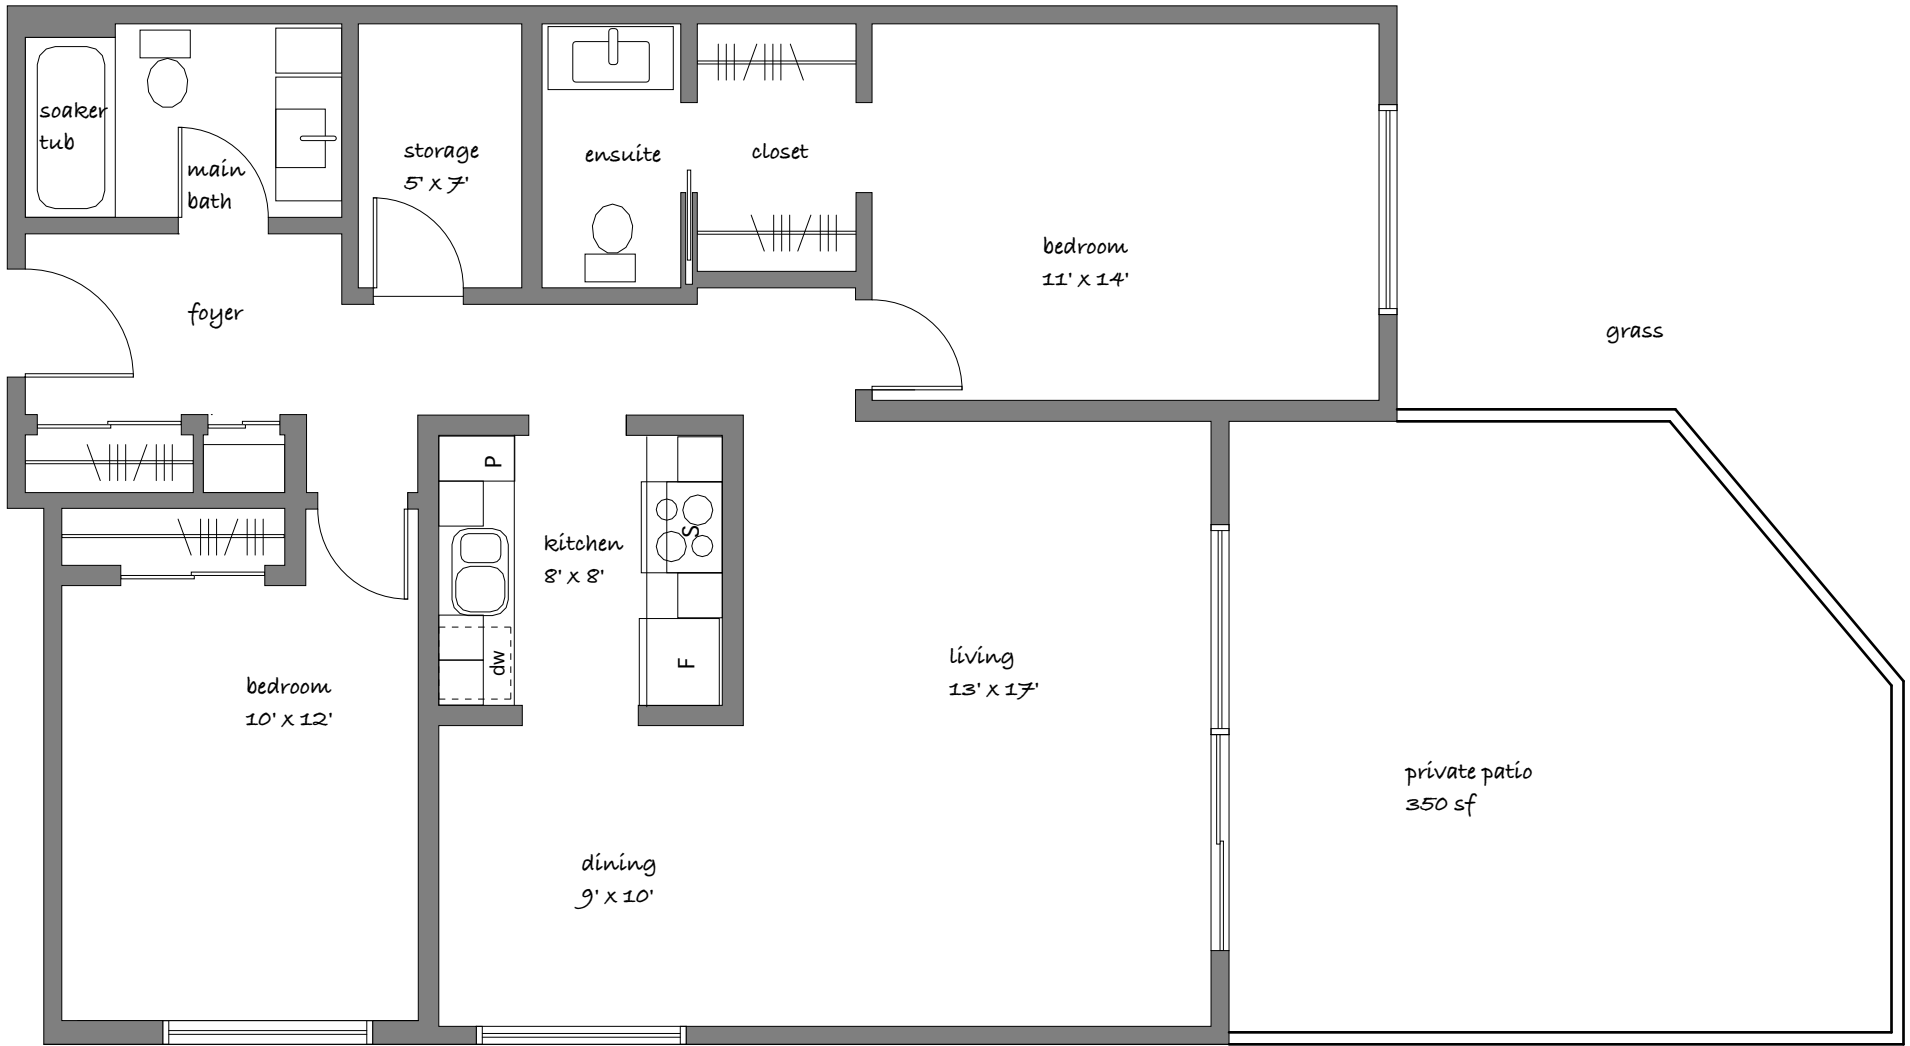 soaker
tub
main
bath
storage
5' x 7'
ensuite
closet
bedroom
11' x 14'
foyer
grass
P
S
kitchen
8' x 8'
dw
F
living
13' x 17'
bedroom
10' x 12'
private patio
350 sf
dining
9' x 10'